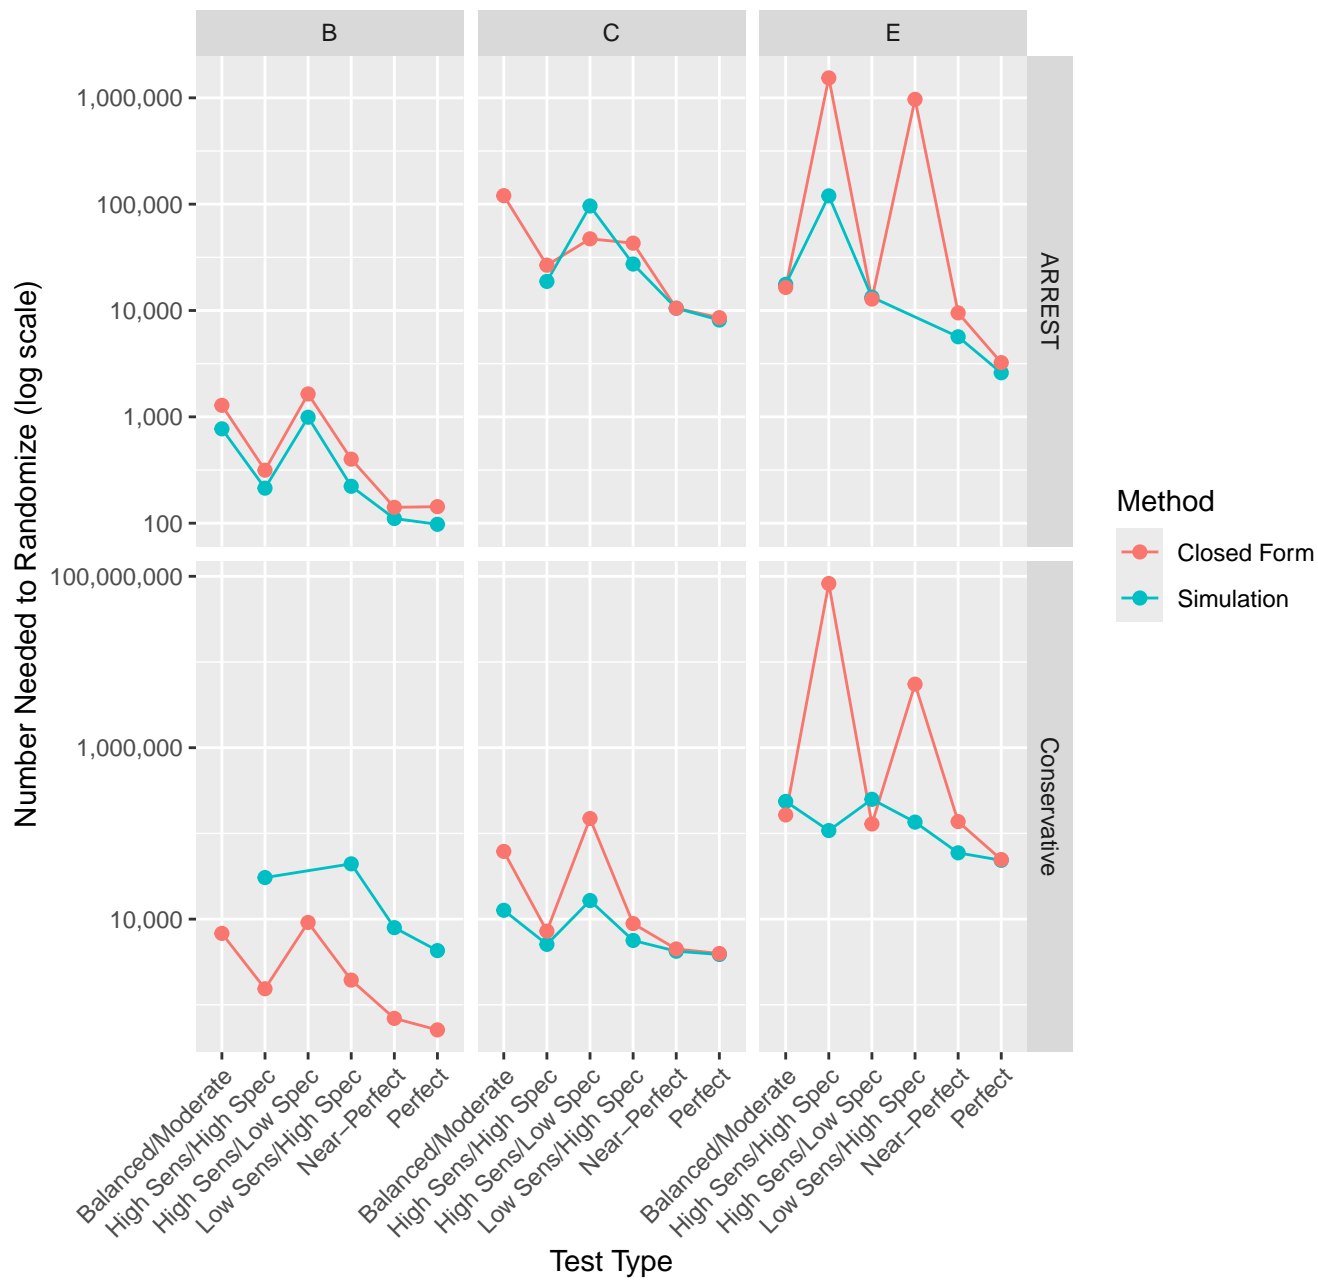 B
C
E
1,000,000
100,000
10,000
1,000
100
ARREST
100,000,000
1,000,000
10,000
Conservative
Number Needed to Randomize (log scale)
Balanced/Moderate
High Sens/High Spec
High Sens/Low Spec
Low Sens/High Spec
Near−Perfect
Perfect
Balanced/Moderate
High Sens/High Spec
High Sens/Low Spec
Low Sens/High Spec
Near−Perfect
Perfect
Balanced/Moderate
High Sens/High Spec
High Sens/Low Spec
Low Sens/High Spec
Near−Perfect
Perfect
Test Type
Method
Closed Form
Simulation